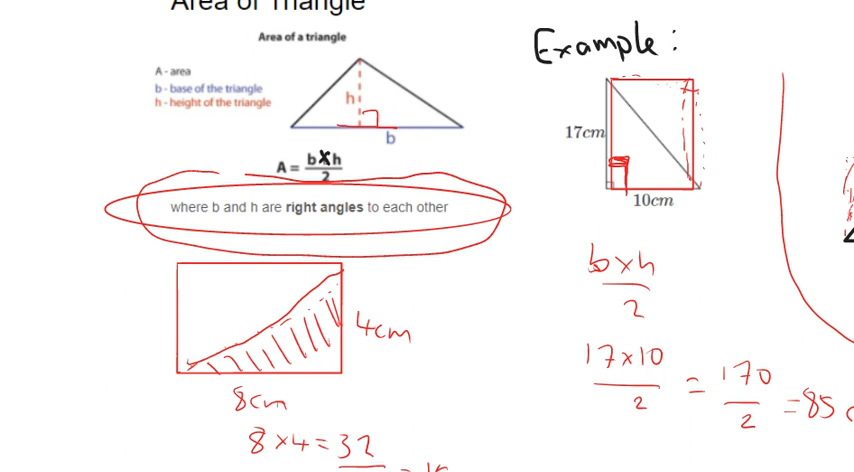 Area of Triangle
Area of a triangle
A - area
b - base of the triangle
h - height of the triangle
h
b
A = b×h
2
where b and h are right angles to each other
4cm
8cm
8 × 4 = 32
Example:
17cm
10cm
b×h
2
17×10
2
= 170
2
= 85